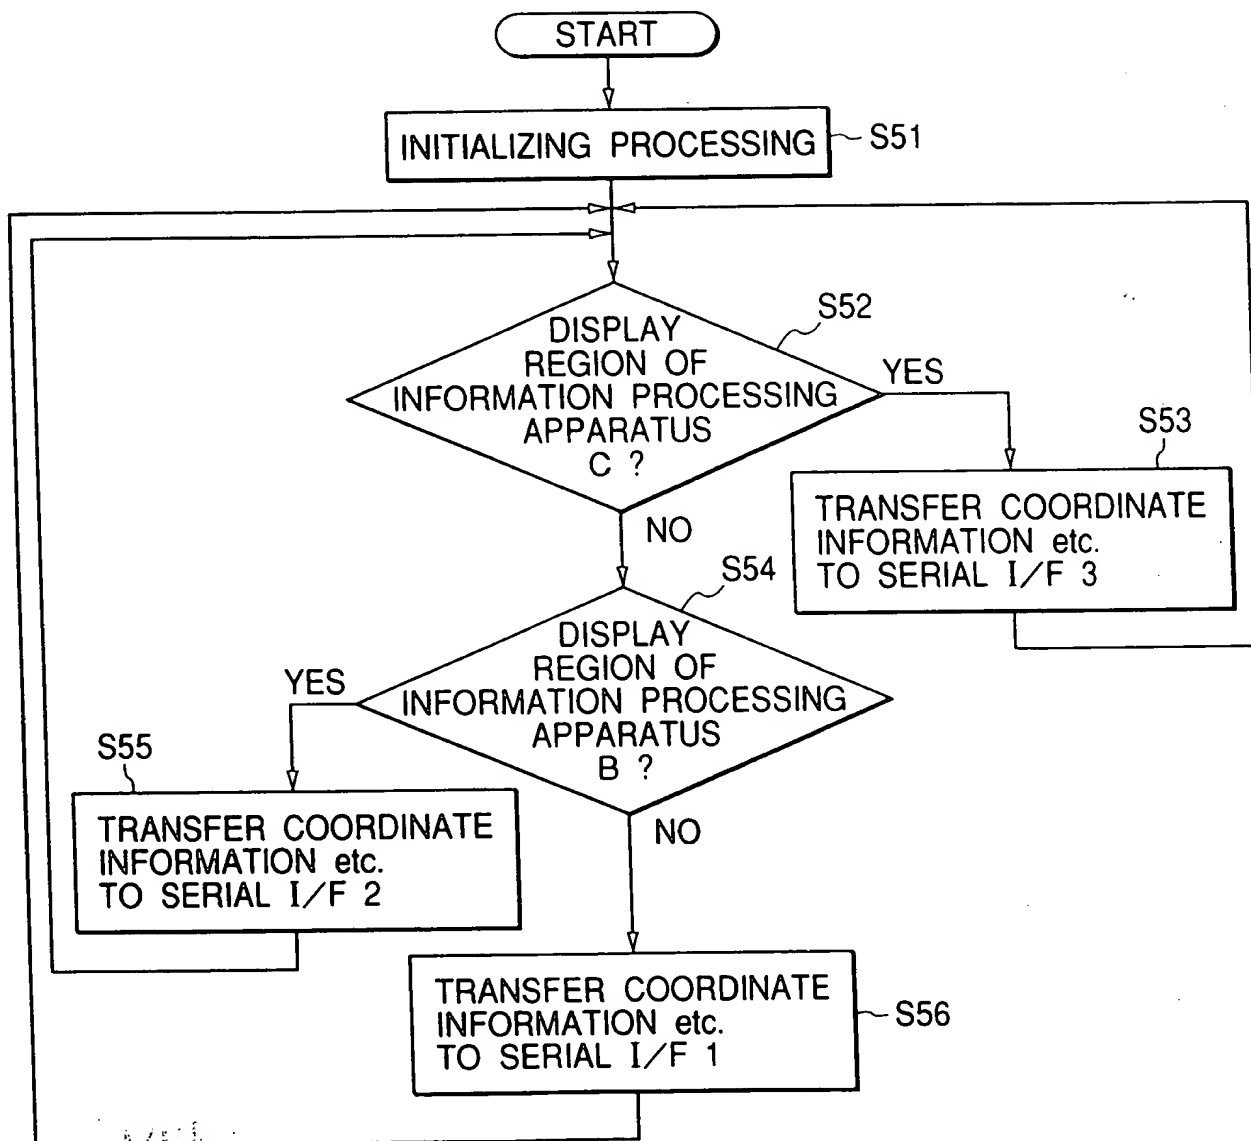 START
INITIALIZING PROCESSING
S51
S52
DISPLAY
REGION OF
INFORMATION PROCESSING
APPARATUS
C ?
YES
S53
TRANSFER COORDINATE
INFORMATION etc.
TO SERIAL I/F 3
NO
S54
DISPLAY
REGION OF
INFORMATION PROCESSING
APPARATUS
B ?
YES
S55
TRANSFER COORDINATE
INFORMATION etc.
TO SERIAL I/F 2
NO
TRANSFER COORDINATE
INFORMATION etc.
TO SERIAL I/F 1
S56